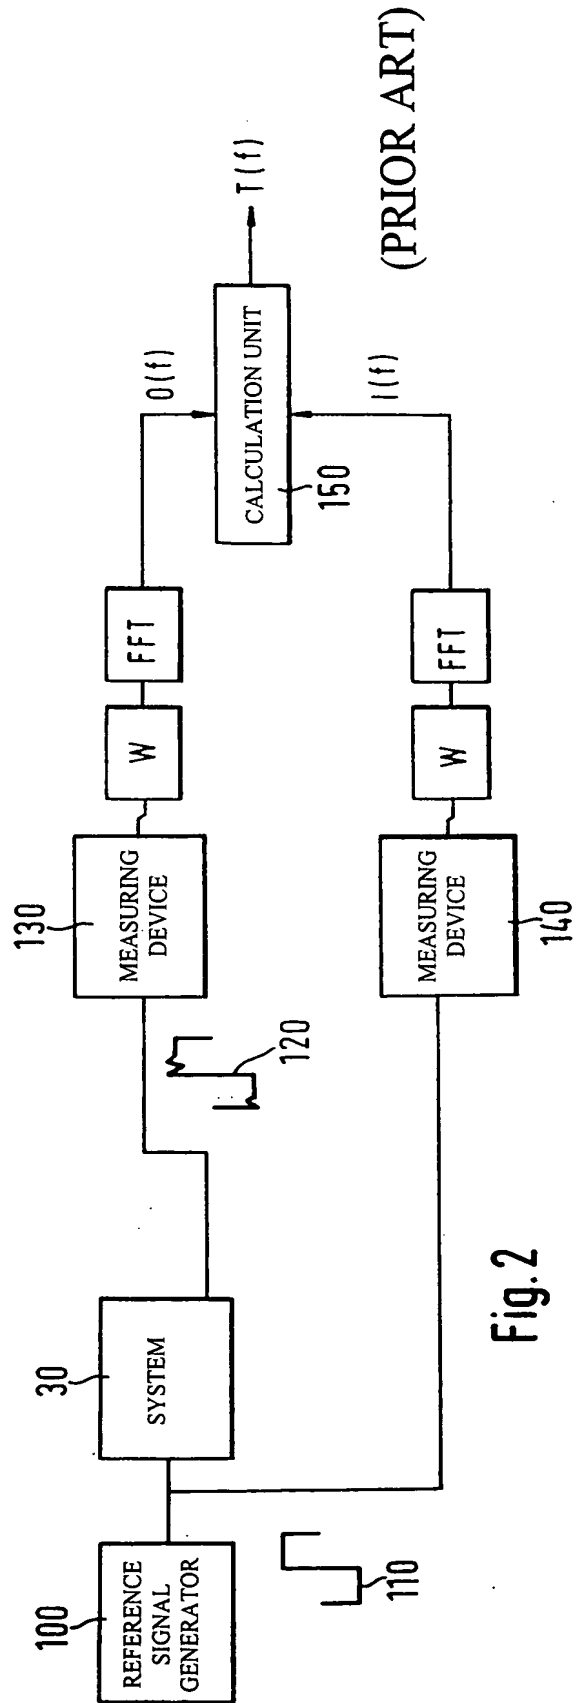 100
REFERENCE
SIGNAL
GENERATOR
110
30
SYSTEM
120
130
MEASURING
DEVICE
W
FFT
O(f)
140
MEASURING
DEVICE
W
FFT
I(f)
CALCULATION UNIT
150
T(f)
Fig. 2
(PRIOR ART)